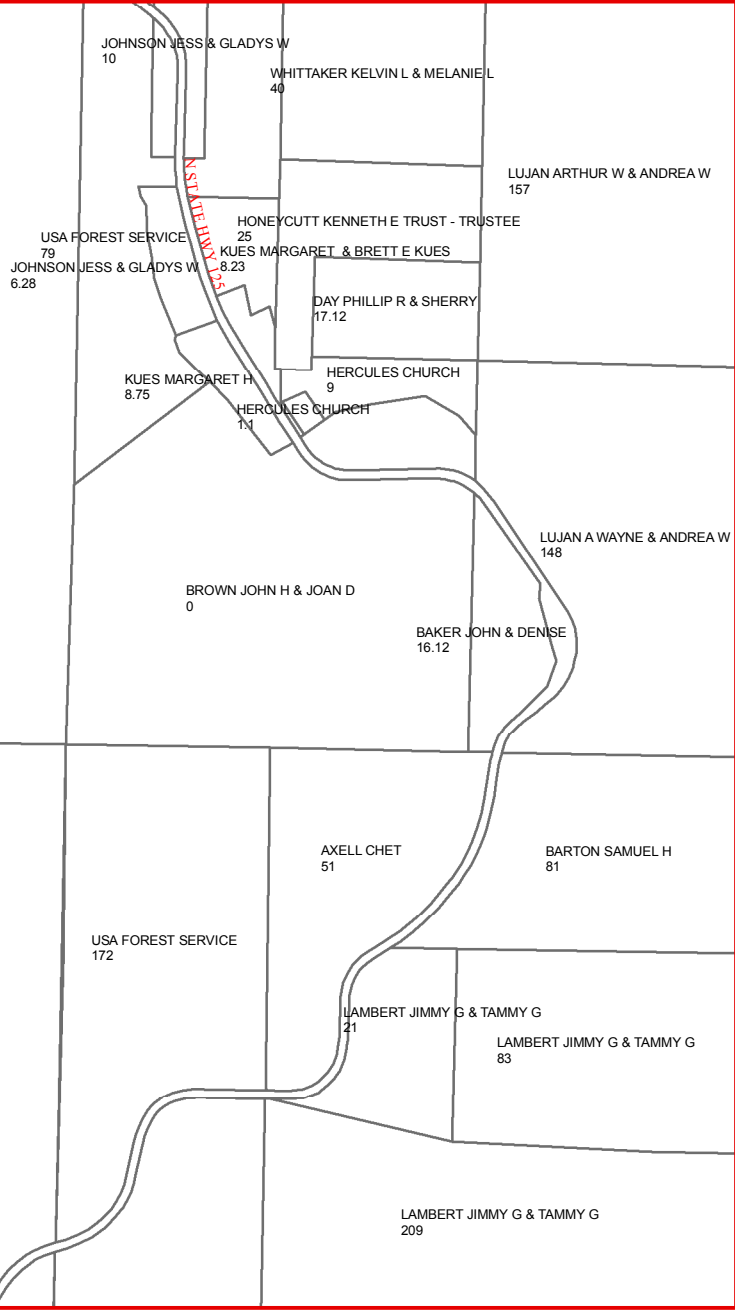 JOHNSON JESS & GLADYS W
10
WHITTAKER KELVIN L & MELANIE L
40
LUJAN ARTHUR W & ANDREA W
157
N STATE HWY 125
HONEYCUTT KENNETH E TRUST - TRUSTEE
25
USA FOREST SERVICE
79
KUES MARGARET & BRETT E KUES
8.23
JOHNSON JESS & GLADYS W
6.28
DAY PHILLIP R & SHERRY
17.12
HERCULES CHURCH
9
KUES MARGARET H
8.75
HERCULES CHURCH
1.1
LUJAN A WAYNE & ANDREA W
148
BROWN JOHN H & JOAN D
0
BAKER JOHN & DENISE
16.12
AXELL CHET
51
BARTON SAMUEL H
81
USA FOREST SERVICE
172
LAMBERT JIMMY G & TAMMY G
21
LAMBERT JIMMY G & TAMMY G
83
LAMBERT JIMMY G & TAMMY G
209